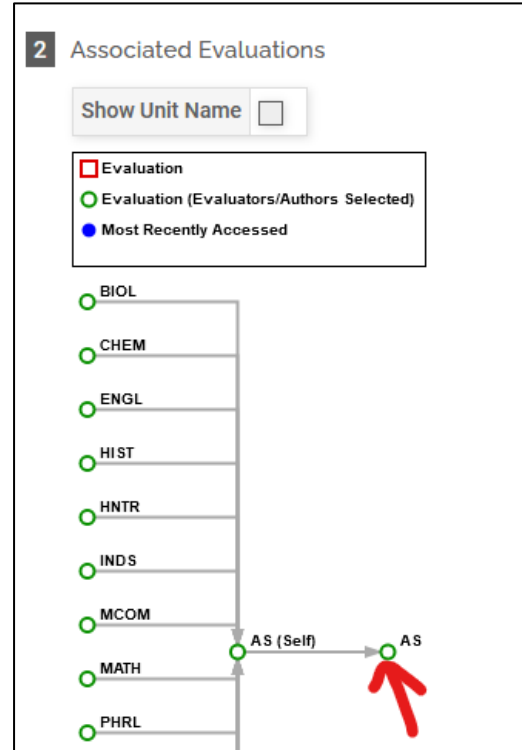 2 Associated Evaluations
Show Unit Name
Evaluation
Evaluation (Evaluators/Authors Selected)
Most Recently Accessed
BIOL
CHEM
ENGL
HIST
HNTR
INDS
MCOM
AS (Self)
AS
MATH
PHRL